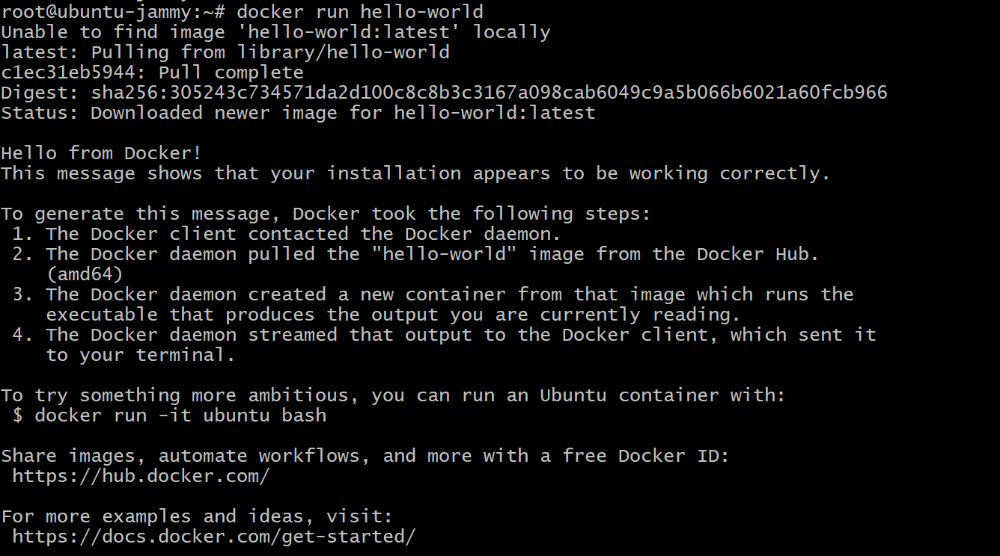 root@ubuntu-jammy:~# docker run hello-world
Unable to find image 'hello-world:latest' locally
latest: Pulling from library/hello-world
c1ec31eb5944: Pull complete
Digest: sha256:305243c734571da2d100c8c8b3c3167a098cab6049c9a5b066b6021a60fcb966
Status: Downloaded newer image for hello-world:latest

Hello from Docker!
This message shows that your installation appears to be working correctly.

To generate this message, Docker took the following steps:
 1. The Docker client contacted the Docker daemon.
 2. The Docker daemon pulled the "hello-world" image from the Docker Hub.
    (amd64)
 3. The Docker daemon created a new container from that image which runs the
    executable that produces the output you are currently reading.
 4. The Docker daemon streamed that output to the Docker client, which sent it
    to your terminal.

To try something more ambitious, you can run an Ubuntu container with:
 $ docker run -it ubuntu bash

Share images, automate workflows, and more with a free Docker ID:
 https://hub.docker.com/

For more examples and ideas, visit:
 https://docs.docker.com/get-started/